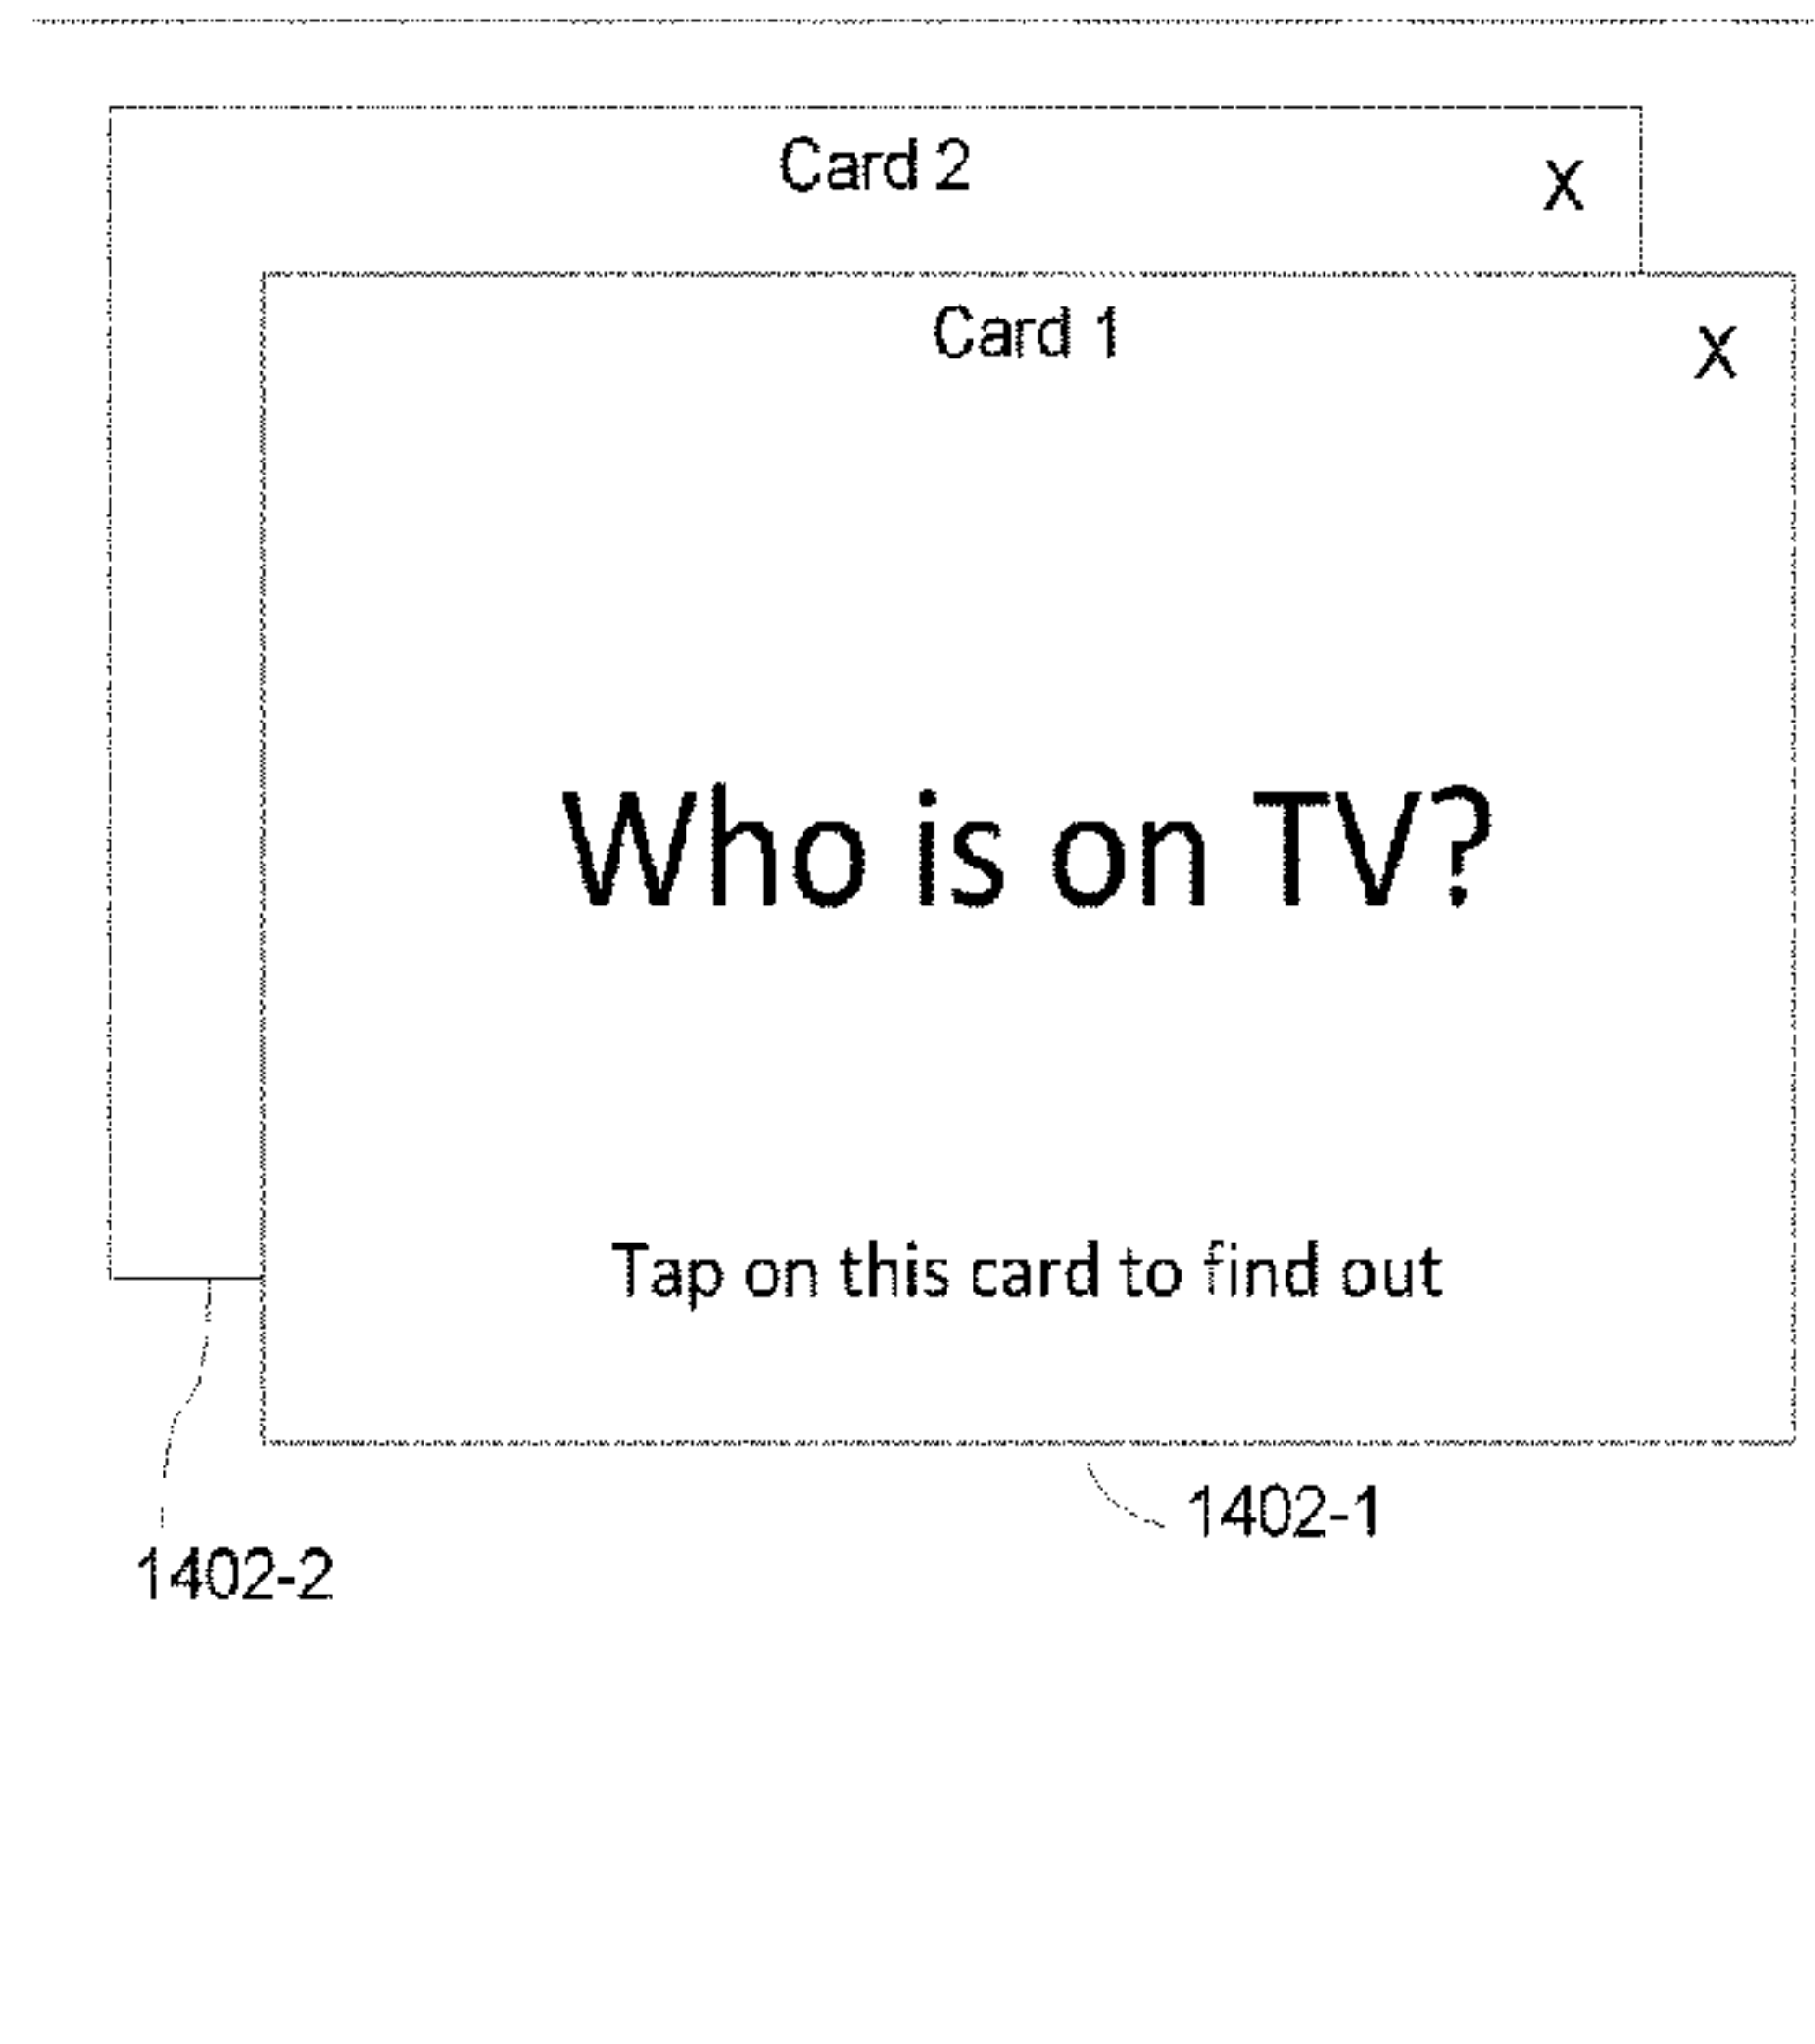 Card 2
X
Card 1
X
Who is on TV?
Tap on this card to find out
1402-1
1402-2